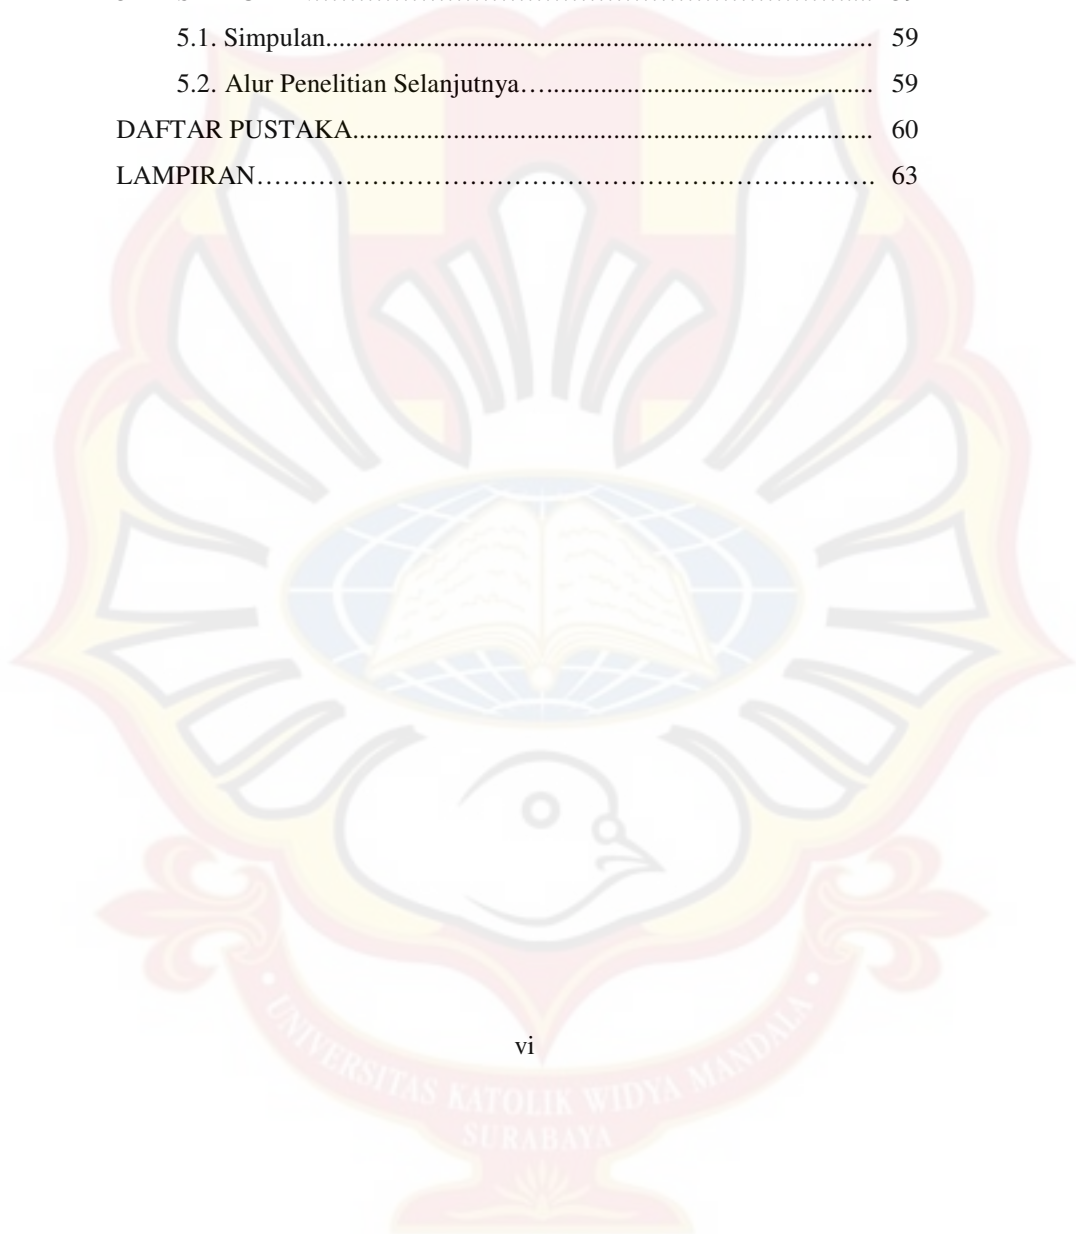 5.1. Simpulan.................................................................................. 59
5.2. Alur Penelitian Selanjutnya…................................................. 59
DAFTAR PUSTAKA.............................................................................. 60
LAMPIRAN……………………………………………………………. 63
vi
• UNIVERSITAS KATOLIK WIDYA MANDALA •
SURABAYA